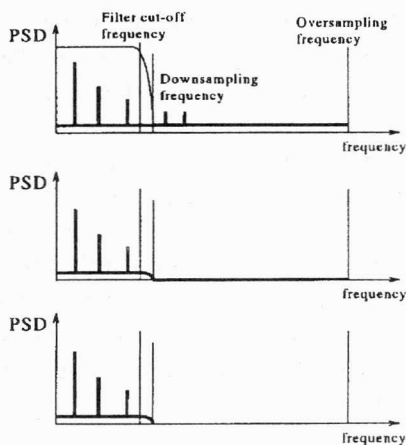 PSD
Filter cut-off
frequency
Oversampling
frequency
Downsampling
frequency
frequency
PSD
frequency
PSD
frequency